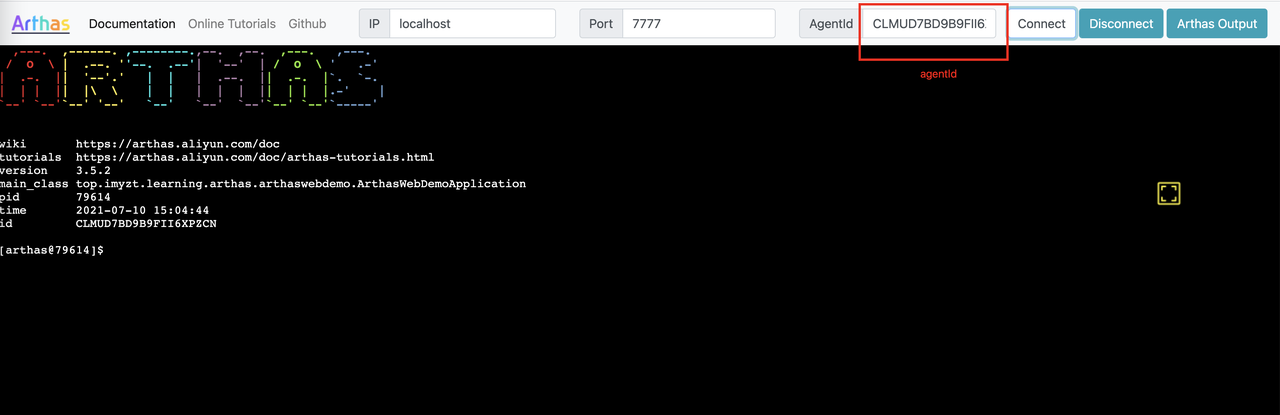 Arthas Documentation Online Tutorials Github IP localhost Port 7777 AgentId CLMUD7BD9B9FII6 Connect Disconnect Arthas Output
agentId
ARTHAS
wiki https://arthas.aliyun.com/doc
tutorials https://arthas.aliyun.com/doc/arthas-tutorials.html
version 3.5.2
main_class top.imyzt.learning.arthas.arthaswebdemo.ArthasWebDemoApplication
pid 79614
time 2021-07-10 15:04:44
id CLMUD7BD9B9FII6XPZCN
[arthas@79614]$